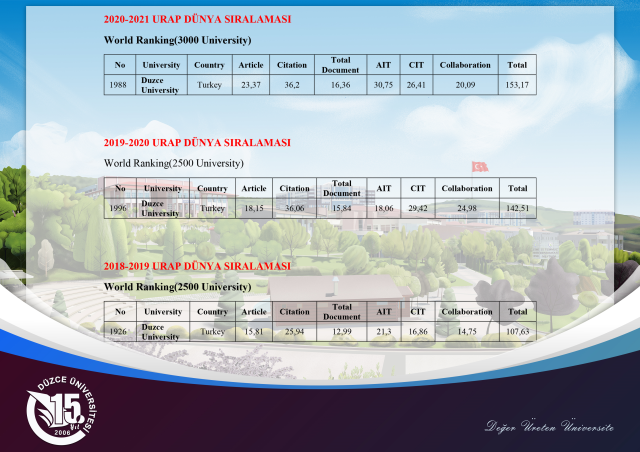 2020-2021 URAP DÜNYA SIRALAMASI
World Ranking(3000 University)
No University Country Article Citation Total Document AIT CIT Collaboration Total
1988 Duzce University Turkey 23,37 36,2 16,36 30,75 26,41 20,09 153,17
2019-2020 URAP DÜNYA SIRALAMASI
World Ranking(2500 University)
No University Country Article Citation Total Document AIT CIT Collaboration Total
1996 Duzce University Turkey 18,15 36,06 15,84 18,06 29,42 24,98 142.51
2018-2019 URAP DÜNYA SIRALAMASI
World Ranking(2500 University)
No University Country Article Citation Total Document AIT CIT Collaboration Total
1926 Duzce University Turkey 15,81 25,94 12,99 21,3 16,86 14,75 107,63
DÜZCE ÜNİVERSİTESİ
15.
Yıl
2006
Değer Üreten Üniversite